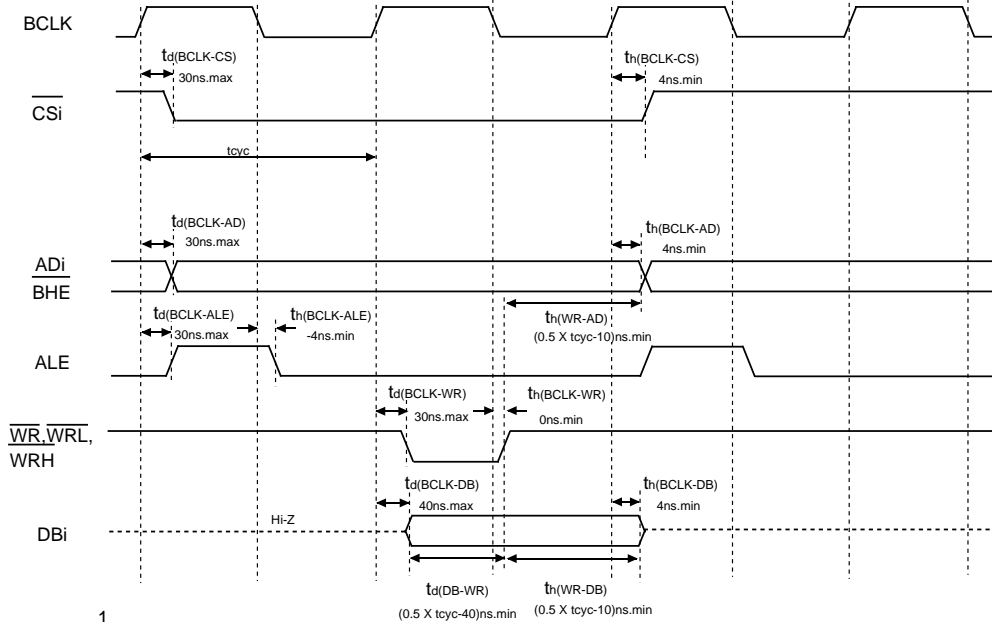 BCLK
td(BCLK-CS)
30ns.max
th(BCLK-CS)
4ns.min
CSi
tcyc
td(BCLK-AD)
30ns.max
th(BCLK-AD)
4ns.min
ADi
BHE
td(BCLK-ALE)
30ns.max
th(BCLK-ALE)
-4ns.min
th(WR-AD)
(0.5 X tcyc-10)ns.min
ALE
td(BCLK-WR)
30ns.max
th(BCLK-WR)
0ns.min
WR,WRL,
WRH
td(BCLK-DB)
40ns.max
th(BCLK-DB)
4ns.min
Hi-Z
DBi
td(DB-WR)
(0.5 X tcyc-40)ns.min
th(WR-DB)
(0.5 X tcyc-10)ns.min
1